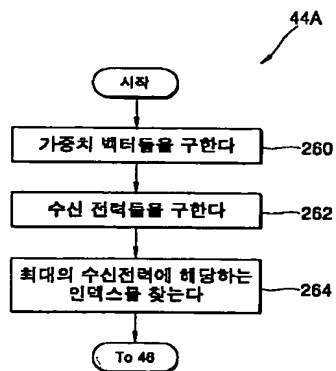 44A
시작
가중치 벡터들을 구한다
260
수신 전력들을 구한다
262
최대의 수신전력에 해당하는
인덱스를 찾는다
264
To 46